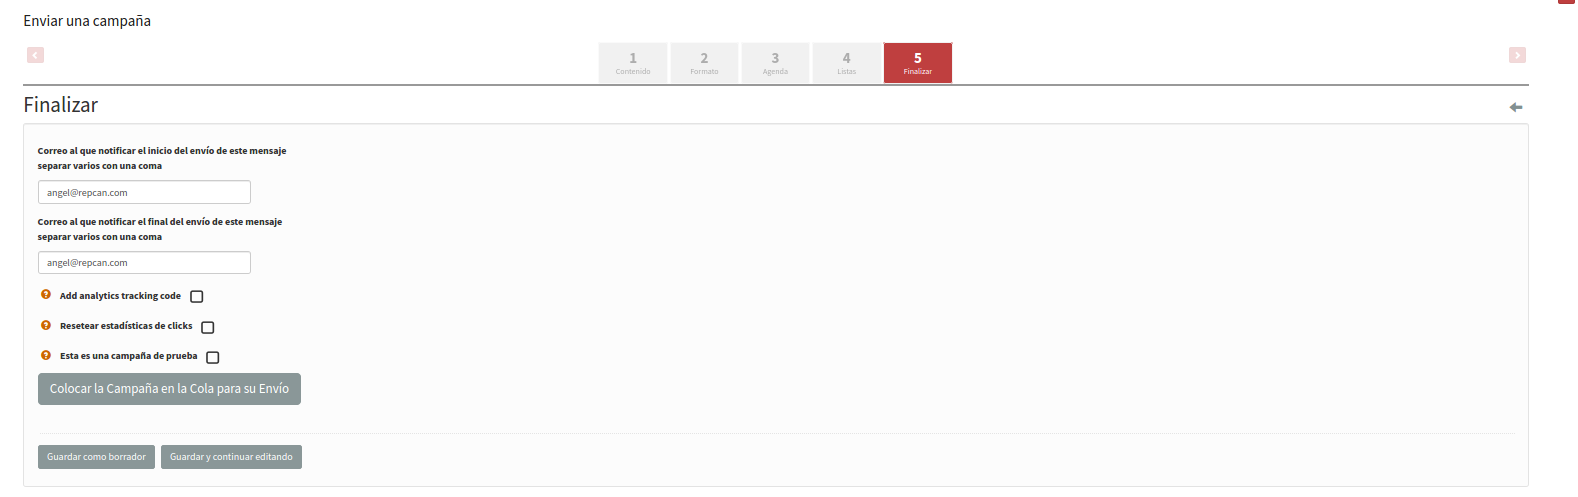 Enviar una campaña
1
Contenido
2
Formato
3
Agenda
4
Listas
5
Finalizar
Finalizar
Correo al que notificar el inicio del envío de este mensaje
separar varios con una coma
angel@repcan.com
Correo al que notificar el final del envío de este mensaje
separar varios con una coma
angel@repcan.com
Add analytics tracking code
Resetear estadísticas de clicks
Esta es una campaña de prueba
Colocar la Campaña en la Cola para su Envío
Guardar como borrador
Guardar y continuar editando